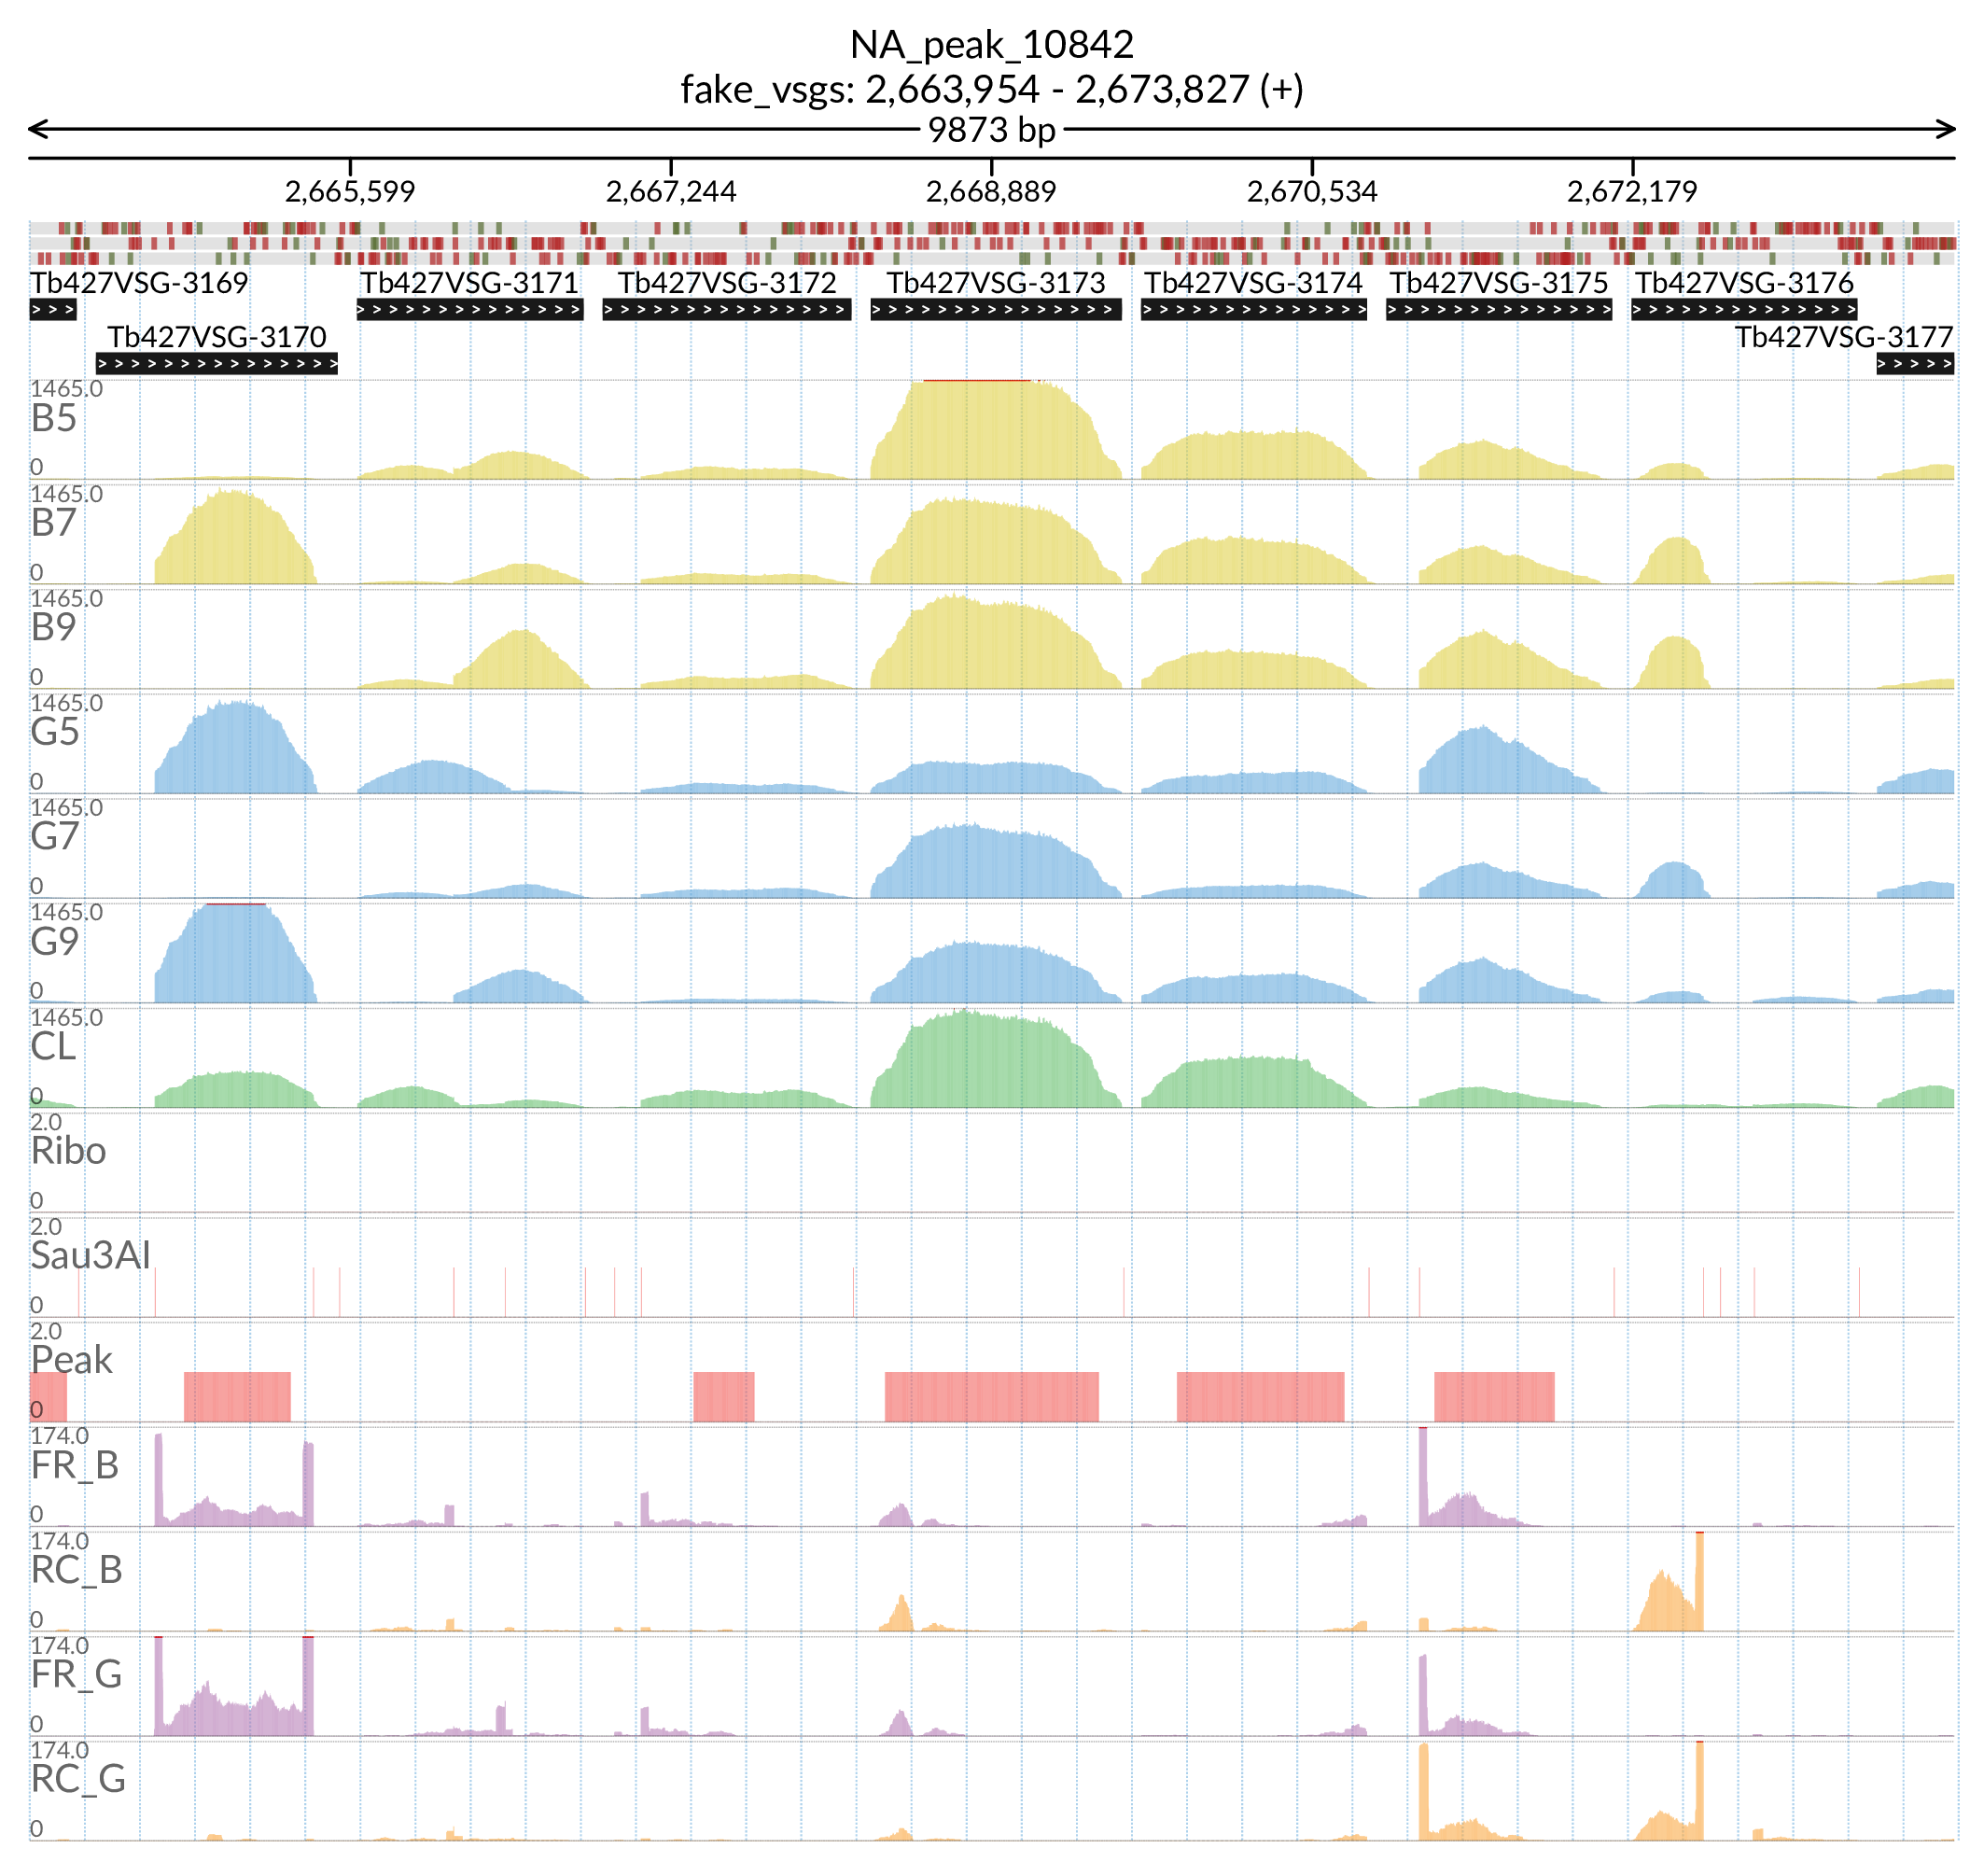 NA_peak_10842
fake_vsgs: 2,663,954 - 2,673,827 (+)
9873 bp
2,665,599 2,667,244 2,668,889 2,670,534 2,672,179
Tb427VSG-3169 Tb427VSG-3171 Tb427VSG-3172 Tb427VSG-3173 Tb427VSG-3174 Tb427VSG-3175 Tb427VSG-3176
Tb427VSG-3170 Tb427VSG-3177
1465.0
B5
0
1465.0
B7
0
1465.0
B9
0
1465.0
G5
0
1465.0
G7
0
1465.0
G9
0
1465.0
CL
0
2.0
Ribo
0
2.0
Sau3AI
0
2.0
Peak
0
174.0
FR_B
0
174.0
RC_B
0
174.0
FR_G
0
174.0
RC_G
0